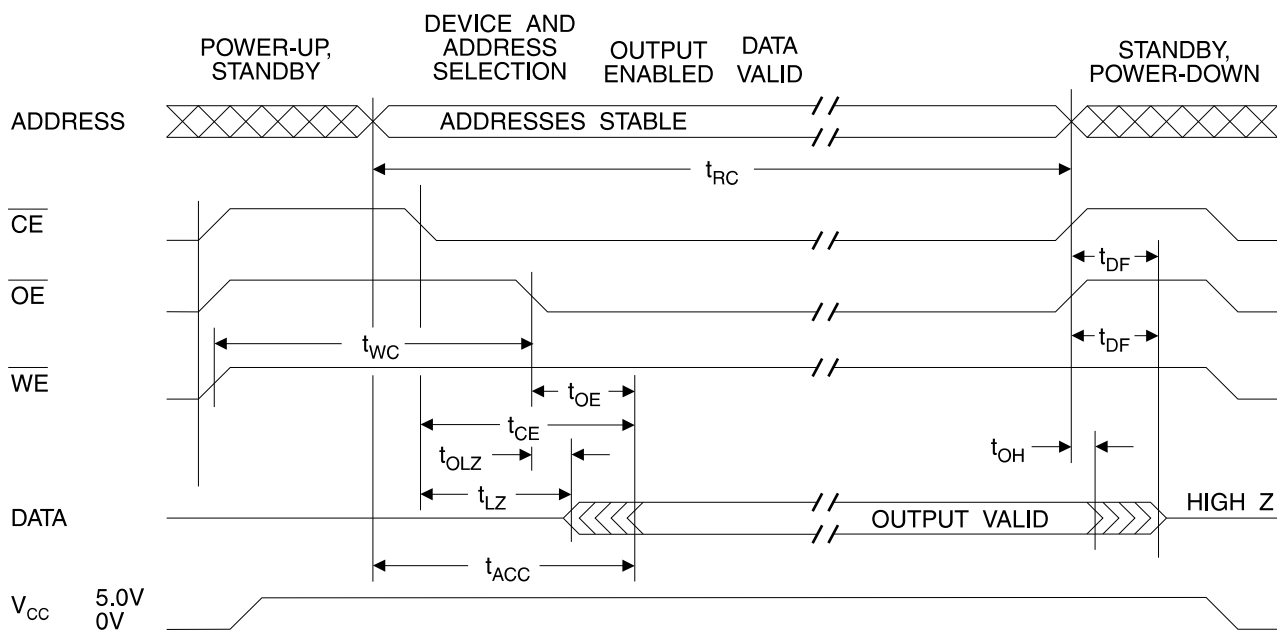 POWER-UP,
STANDBY
DEVICE AND
ADDRESS
SELECTION
OUTPUT
ENABLED
DATA
VALID
STANDBY,
POWER-DOWN
ADDRESS
ADDRESSES STABLE
tRC
CE
tDF
OE
tWC
tDF
WE
tOE
tCE
tOLZ
tOH
tLZ
DATA
OUTPUT VALID
HIGH Z
tACC
VCC
5.0V
0V